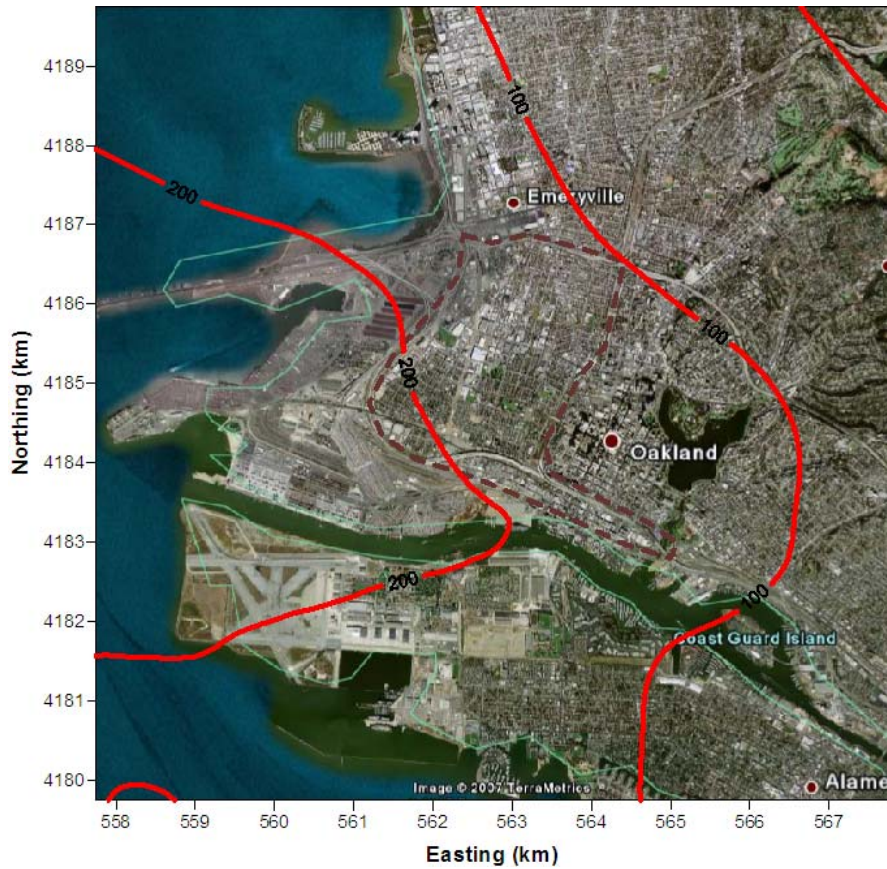 4189
4188
4187
4186
4185
4184
4183
4182
4181
4180
Northing (km)
100
200
Emeryville
100
200
Oakland
200
100
Coast Guard Island
Image © 2007 TerraMetrics
Alame
558 559 560 561 562 563 564 565 566 567
Easting (km)